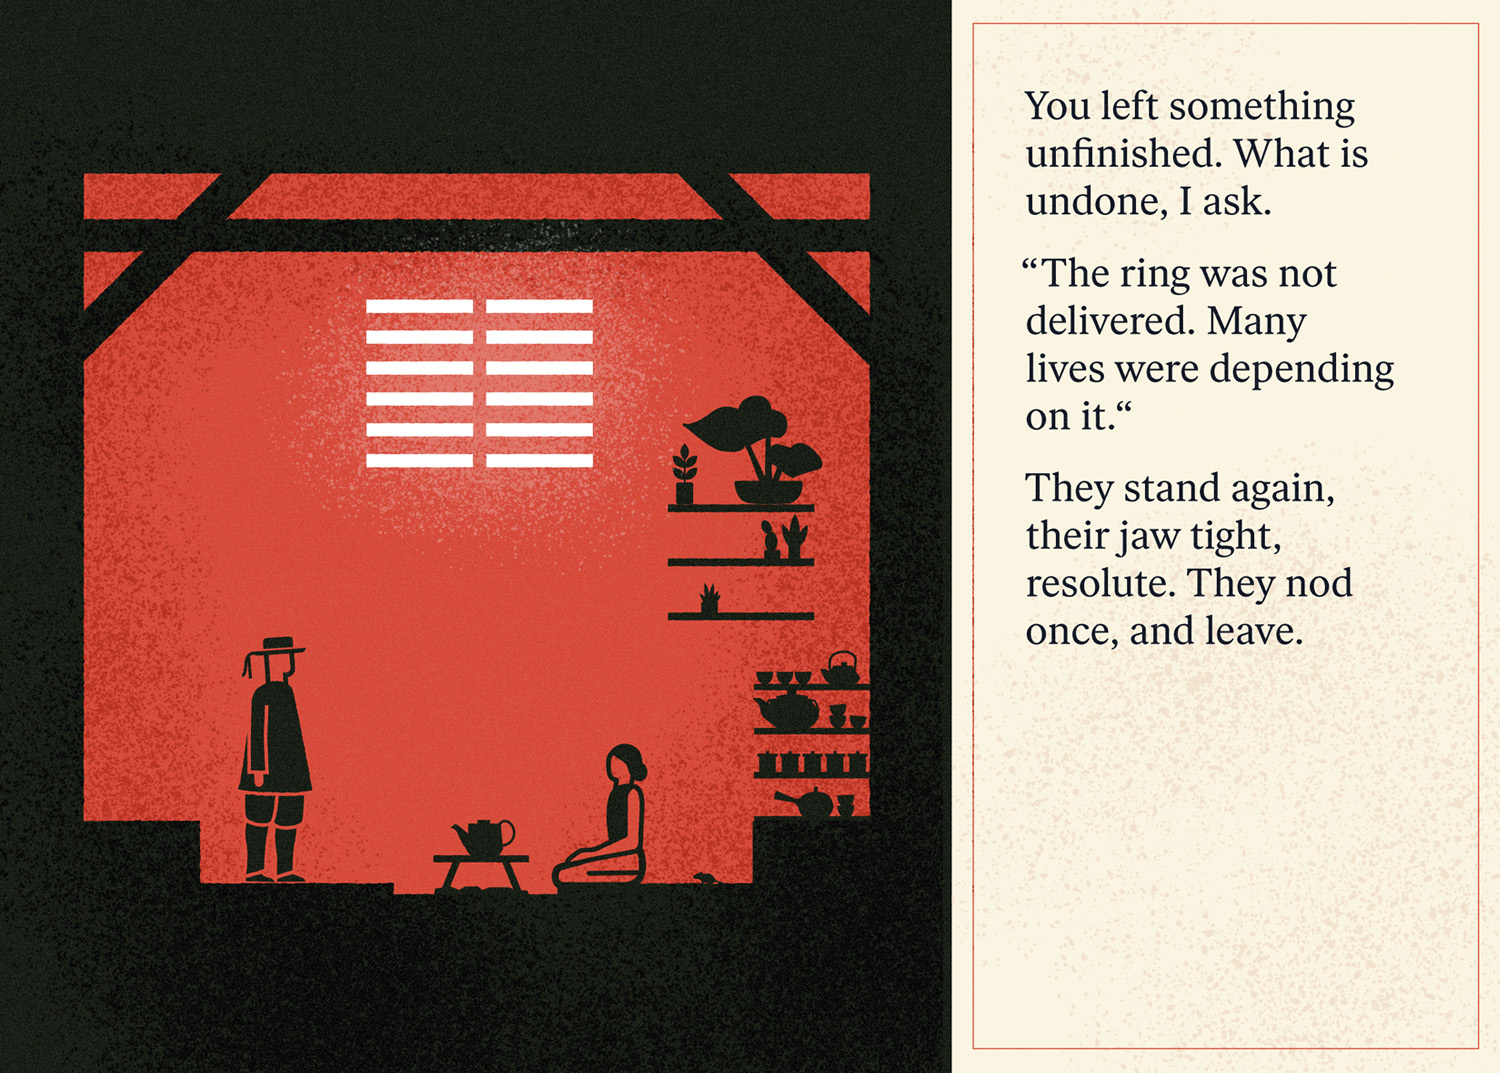 You left something
unfinished. What is
undone, I ask.
“The ring was not
delivered. Many
lives were depending
on it.“
They stand again,
their jaw tight,
resolute. They nod
once, and leave.